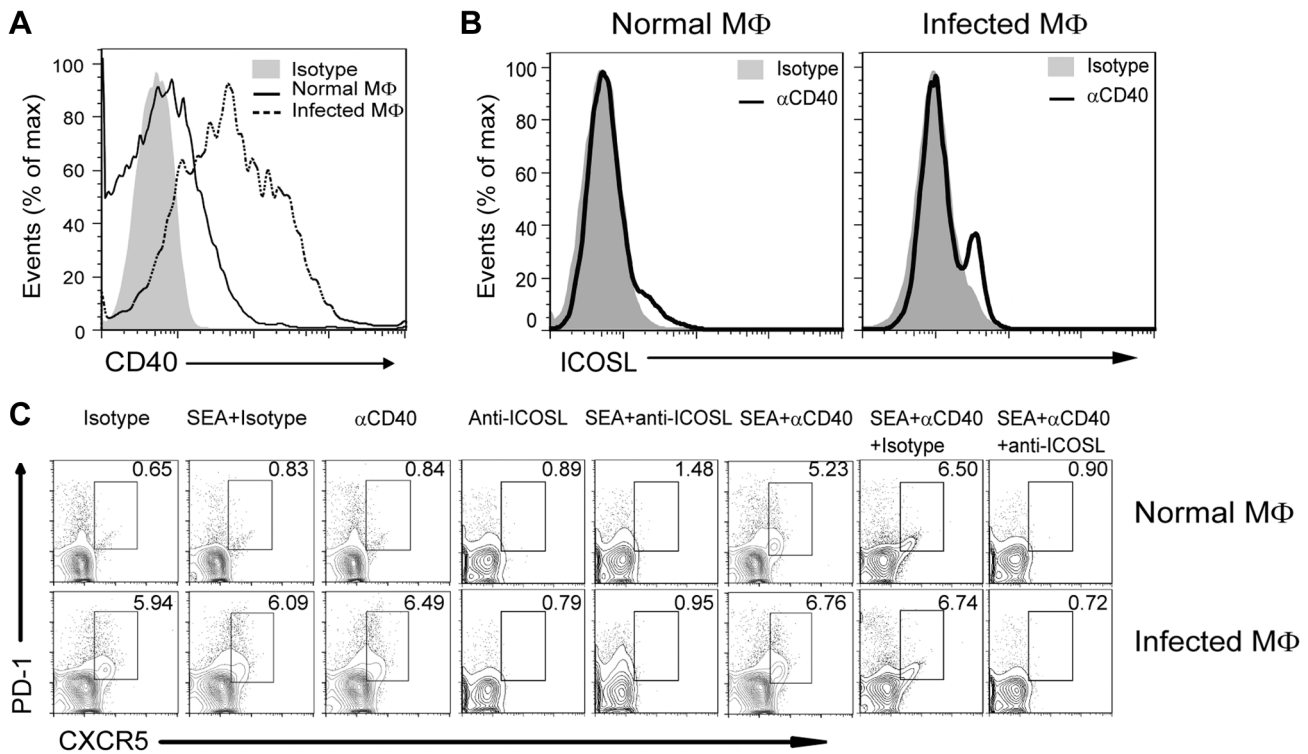 A
B
Normal MΦ
Infected MΦ
Events (% of max)
100
80
60
40
20
0
Isotype
Normal MΦ
Infected MΦ
CD40
Events (% of max)
100
80
60
40
20
0
Isotype
αCD40
Isotype
αCD40
ICOSL
C
Isotype
SEA+Isotype
αCD40
Anti-ICOSL
SEA+anti-ICOSL
SEA+αCD40
SEA+αCD40
+Isotype
SEA+αCD40
+anti-ICOSL
0.65
0.83
0.84
0.89
1.48
5.23
6.50
0.90
Normal MΦ
5.94
6.09
6.49
0.79
0.95
6.76
6.74
0.72
Infected MΦ
PD-1
CXCR5